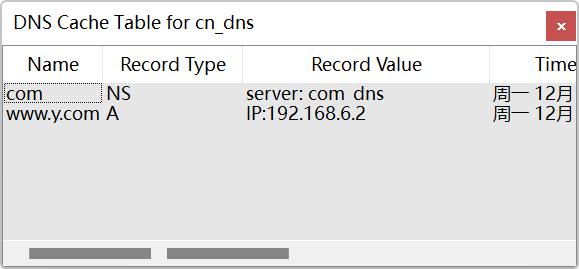 DNS Cache Table for cn_dns
Name Record Type Record Value Time
com NS server: com_dns 周一 12月
www.y.com A IP:192.168.6.2 周一 12月